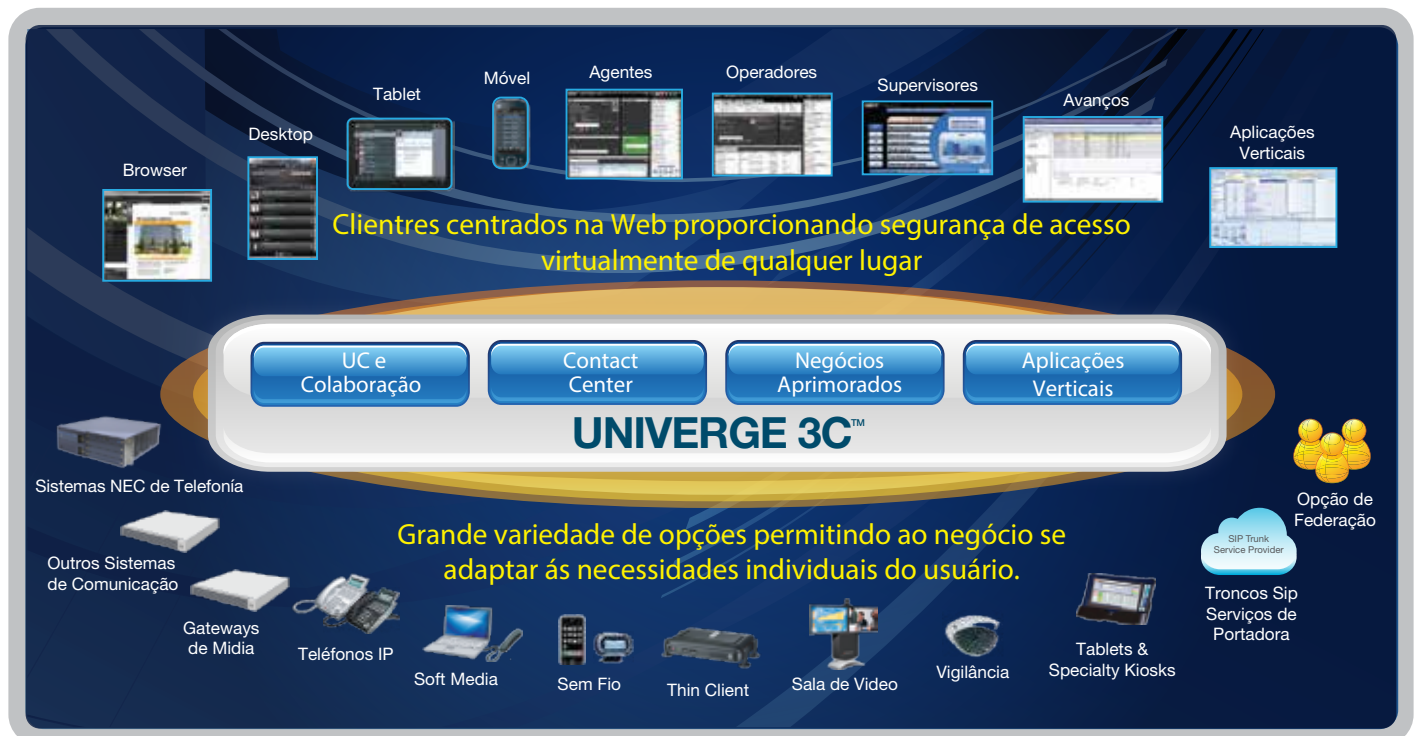 Browser
Desktop
Tablet
Móvel
Agentes
Operadores
Supervisores
Avanços
Aplicações
Verticais
Clientres centrados na Web proporcionando segurança de acesso
virtualmente de qualquer lugar
UC e
Colaboração
Contact
Center
Negócios
Aprimorados
Aplicações
Verticais
UNIVERGE 3C™
Sistemas NEC de Telefonía
Outros Sistemas
de Comunicação
Gateways
de Midia
Teléfonos IP
Soft Media
Sem Fio
Thin Client
Sala de Video
Vigilância
Tablets &
Specialty Kiosks
SIP Trunk
Service Provider
Troncos Sip
Serviços de
Portadora
Opção de
Federação
Grande variedade de opções permitindo ao negócio se
adaptar ás necessidades individuais do usuário.